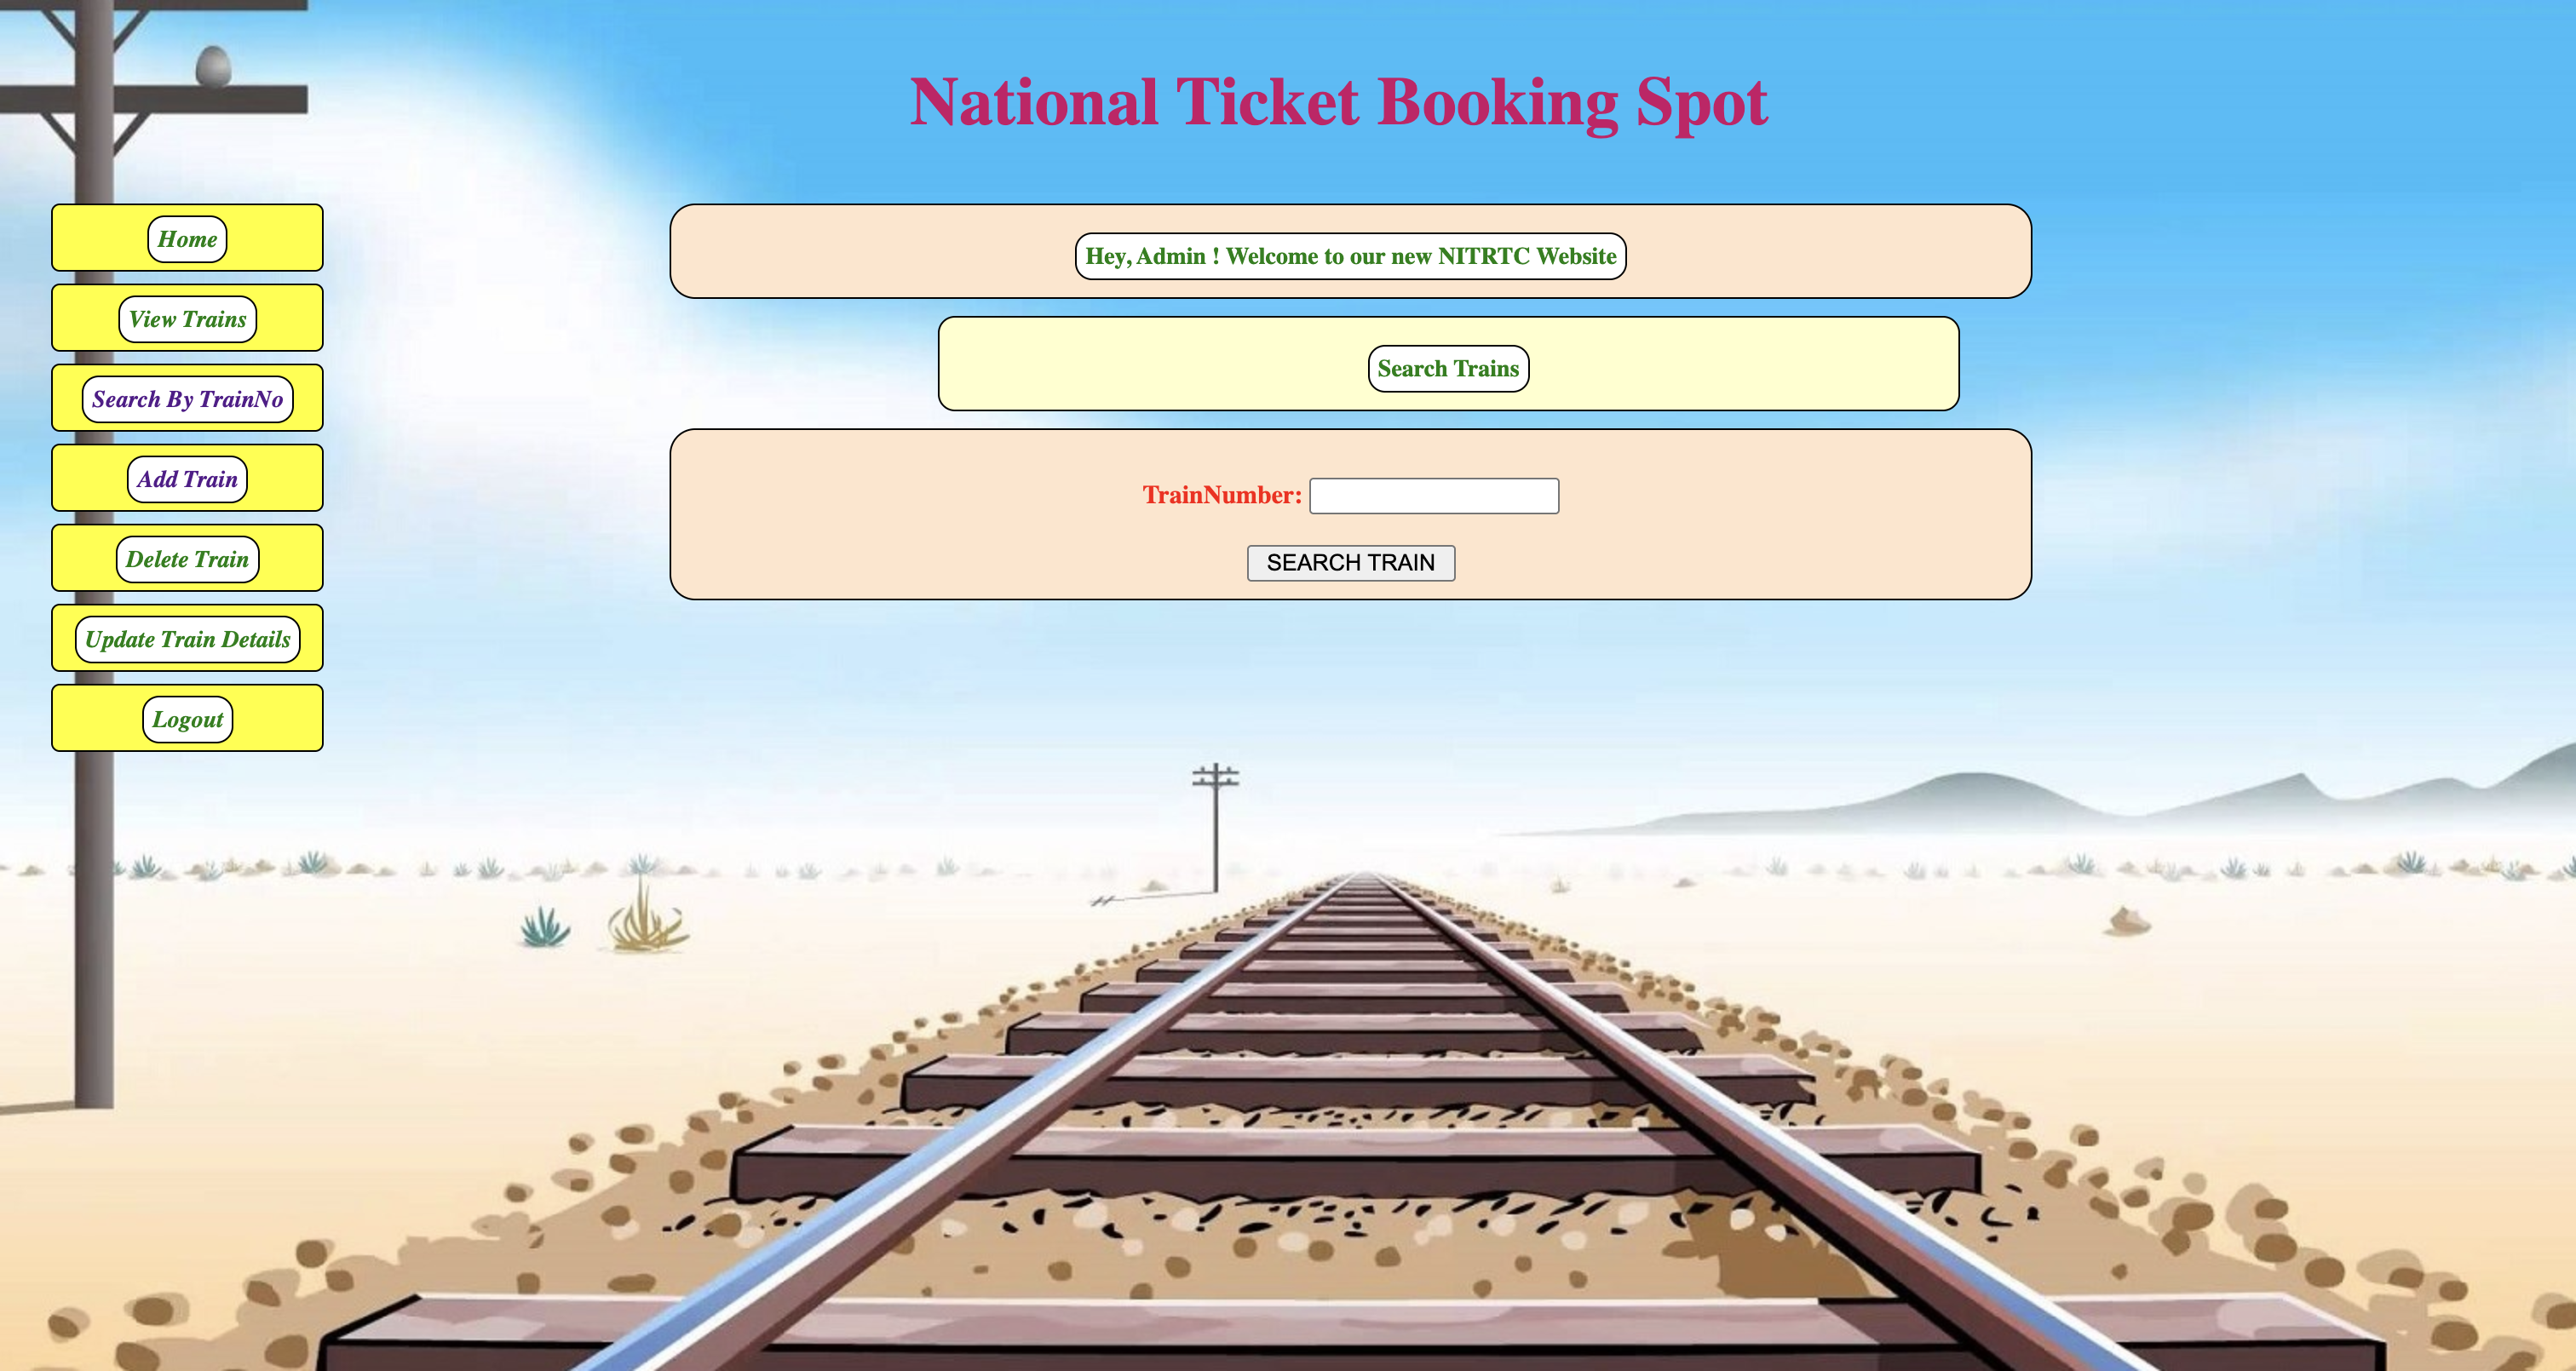 National Ticket Booking Spot
Home
View Trains
Search By TrainNo
Add Train
Delete Train
Update Train Details
Logout
Hey, Admin ! Welcome to our new NITRTC Website
Search Trains
TrainNumber:
SEARCH TRAIN